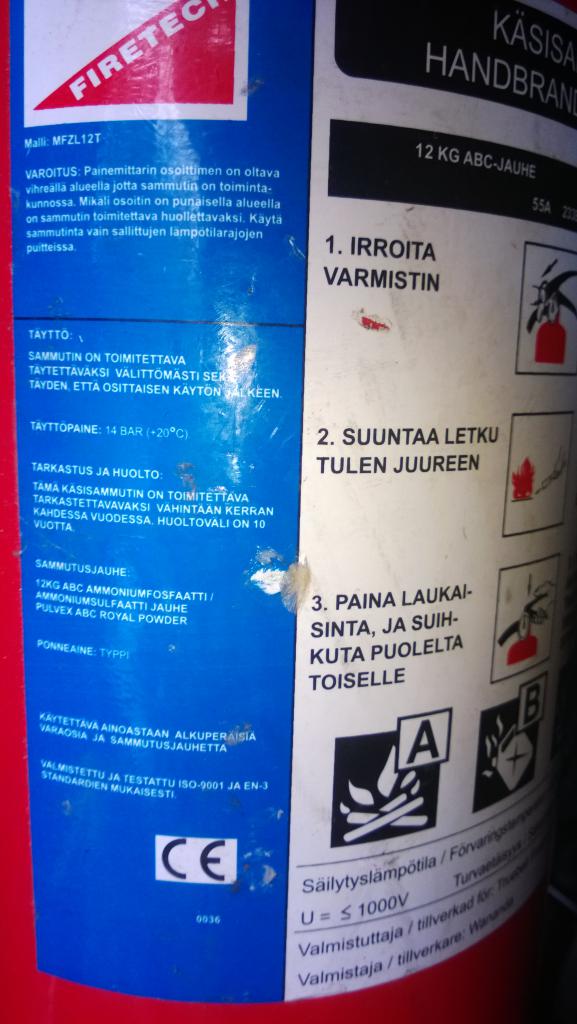 FIRETECH
Malli: MFZL12T
VAROITUS: Painemittarin osoittimen on oltava
vihreällä alueella jotta sammutin on toiminta-
kunnossa. Mikäli osoitin on punaisella alueella
on sammutin toimitettava huollettavaksi. Käytä
sammutinta vain sallittujen lämpötilarajojen
puitteissa.
TÄYTTÖ:
SAMMUTIN ON TOIMITETTAVA
TÄYTETTÄVÄKSI VÄLITTÖMÄSTI SEKÄ
TÄYDEN, ETTÄ OSITTAISEN KÄYTÖN JÄLKEEN.
TÄYTTÖPAINE: 14 BAR (+20°C)
TARKASTUS JA HUOLTO:
TÄMÄ KÄSISAMMUTIN ON TOIMITETTAVA
TARKASTETTAVAVAKSI VÄHINTÄÄN KERRAN
KAHDESSA VUODESSA. HUOLTOVÄLI ON 10
VUOTTA.
SAMMUTUSJAUHE:
12KG ABC AMMONIUMFOSFAATTI /
AMMONIUMSULFAATTI JAUHE
PULVEX ABC ROYAL POWDER
PONNEAINE: TYPPI
KÄYTETTÄVÄ AINOASTAAN ALKUPERÄISIÄ
VARAOSIA JA SAMMUTUSJAUHETTA
VALMISTETTU JA TESTATTU ISO-9001 JA EN-3
STANDARDIEN MUKAISESTI.
CE
0036
KÄSISA
HANDBRAN
12 KG ABC-JAUHE
55A 233
1. IRROITA
VARMISTIN
2. SUUNTAA LETKU
TULEN JUUREEN
3. PAINA LAUKAI-
SINTA, JA SUIH-
KUTA PUOLELTA
TOISELLE
A
B
Säilytyslämpötila / Förvaringstemper
U = ≤ 1000V
Valmistuttaja / tillverkad för:
Valmistaja / tillverkare: